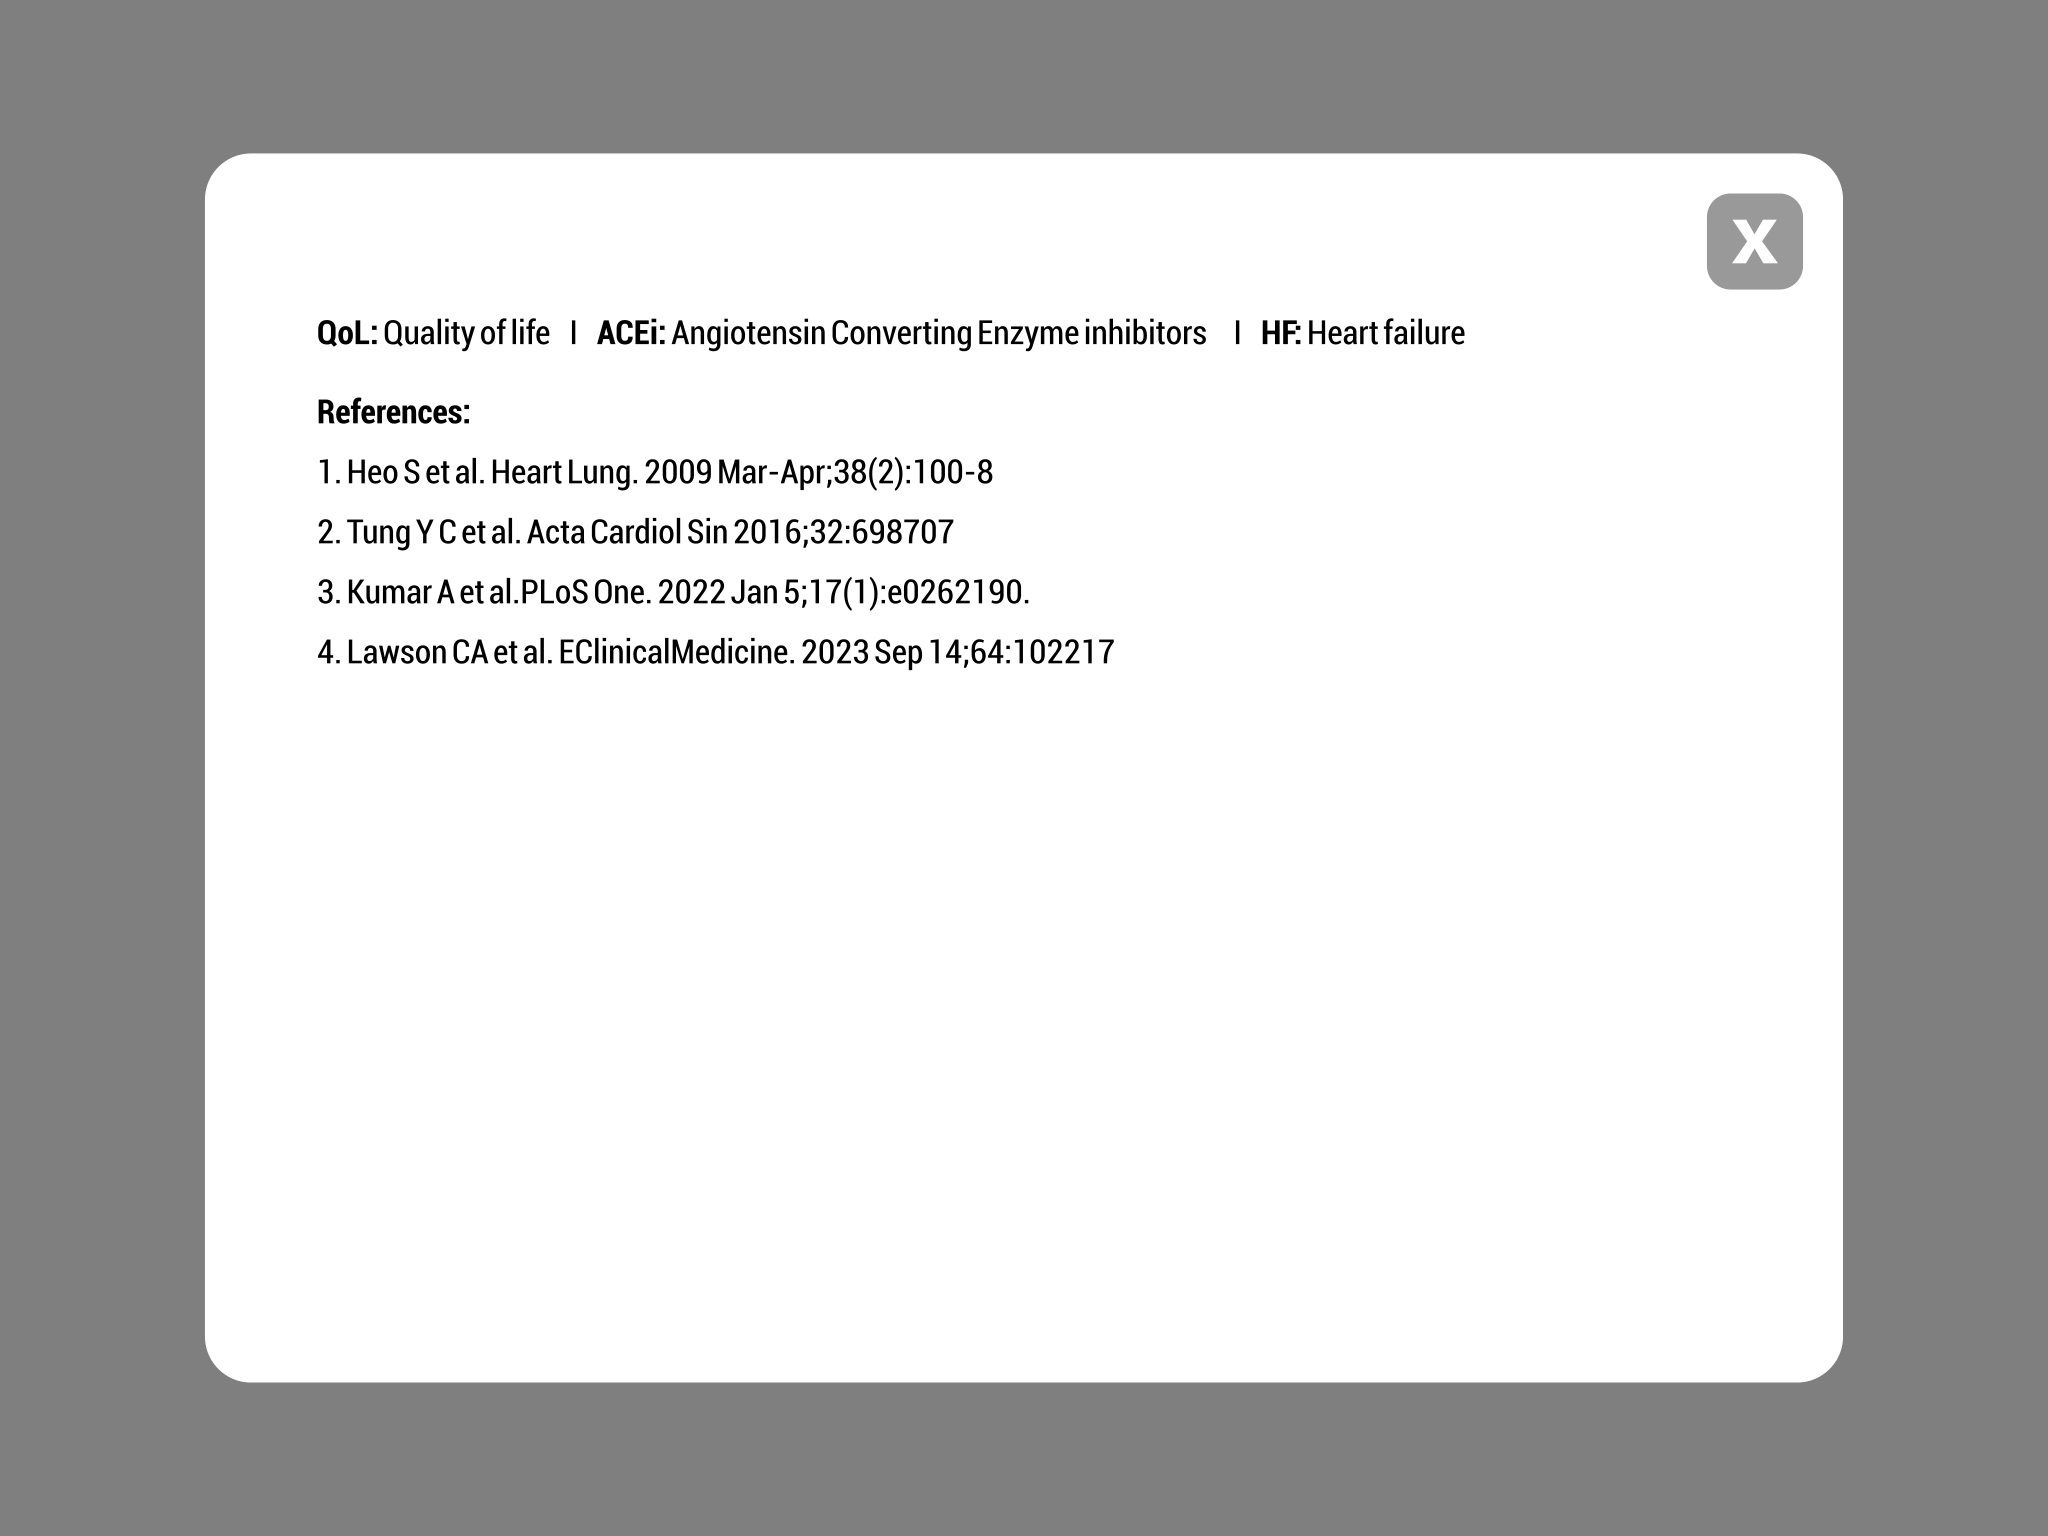 X
QoL: Quality of life I ACEi: Angiotensin Converting Enzyme inhibitors I HF: Heart failure
References:
1. Heo S et al. Heart Lung. 2009 Mar-Apr;38(2):100-8
2. Tung Y C et al. Acta Cardiol Sin 2016;32:698707
3. Kumar A et al.PLoS One. 2022 Jan 5;17(1):e0262190.
4. Lawson CA et al. EClinicalMedicine. 2023 Sep 14;64:102217